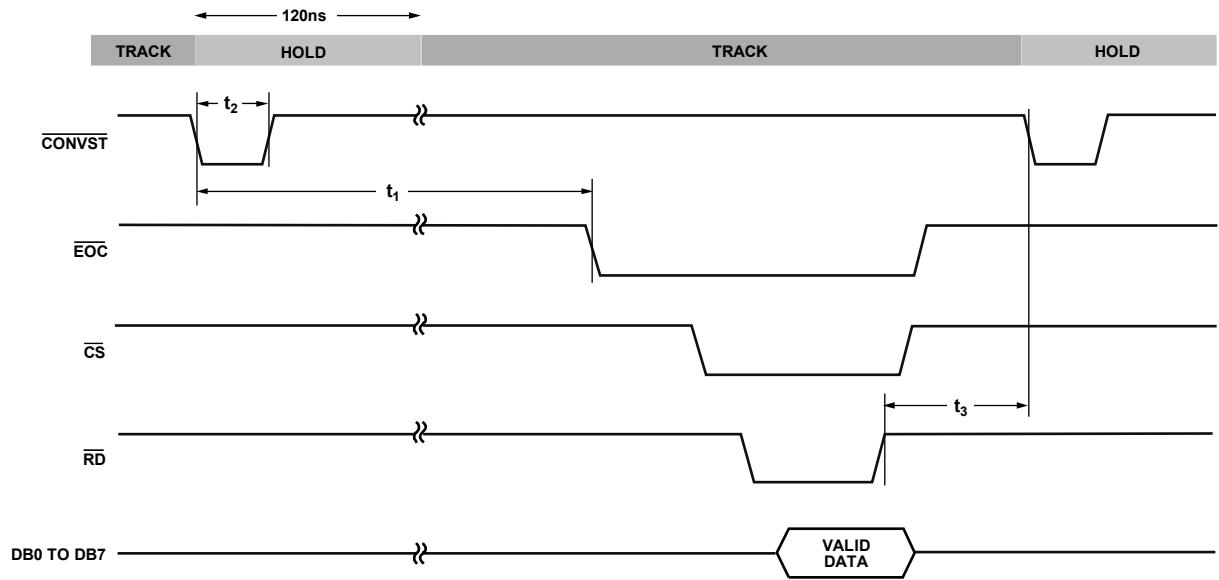 120ns
TRACK HOLD TRACK HOLD
t2
CONVST
t1
EOC
CS
t3
RD
DB0 TO DB7
VALID
DATA